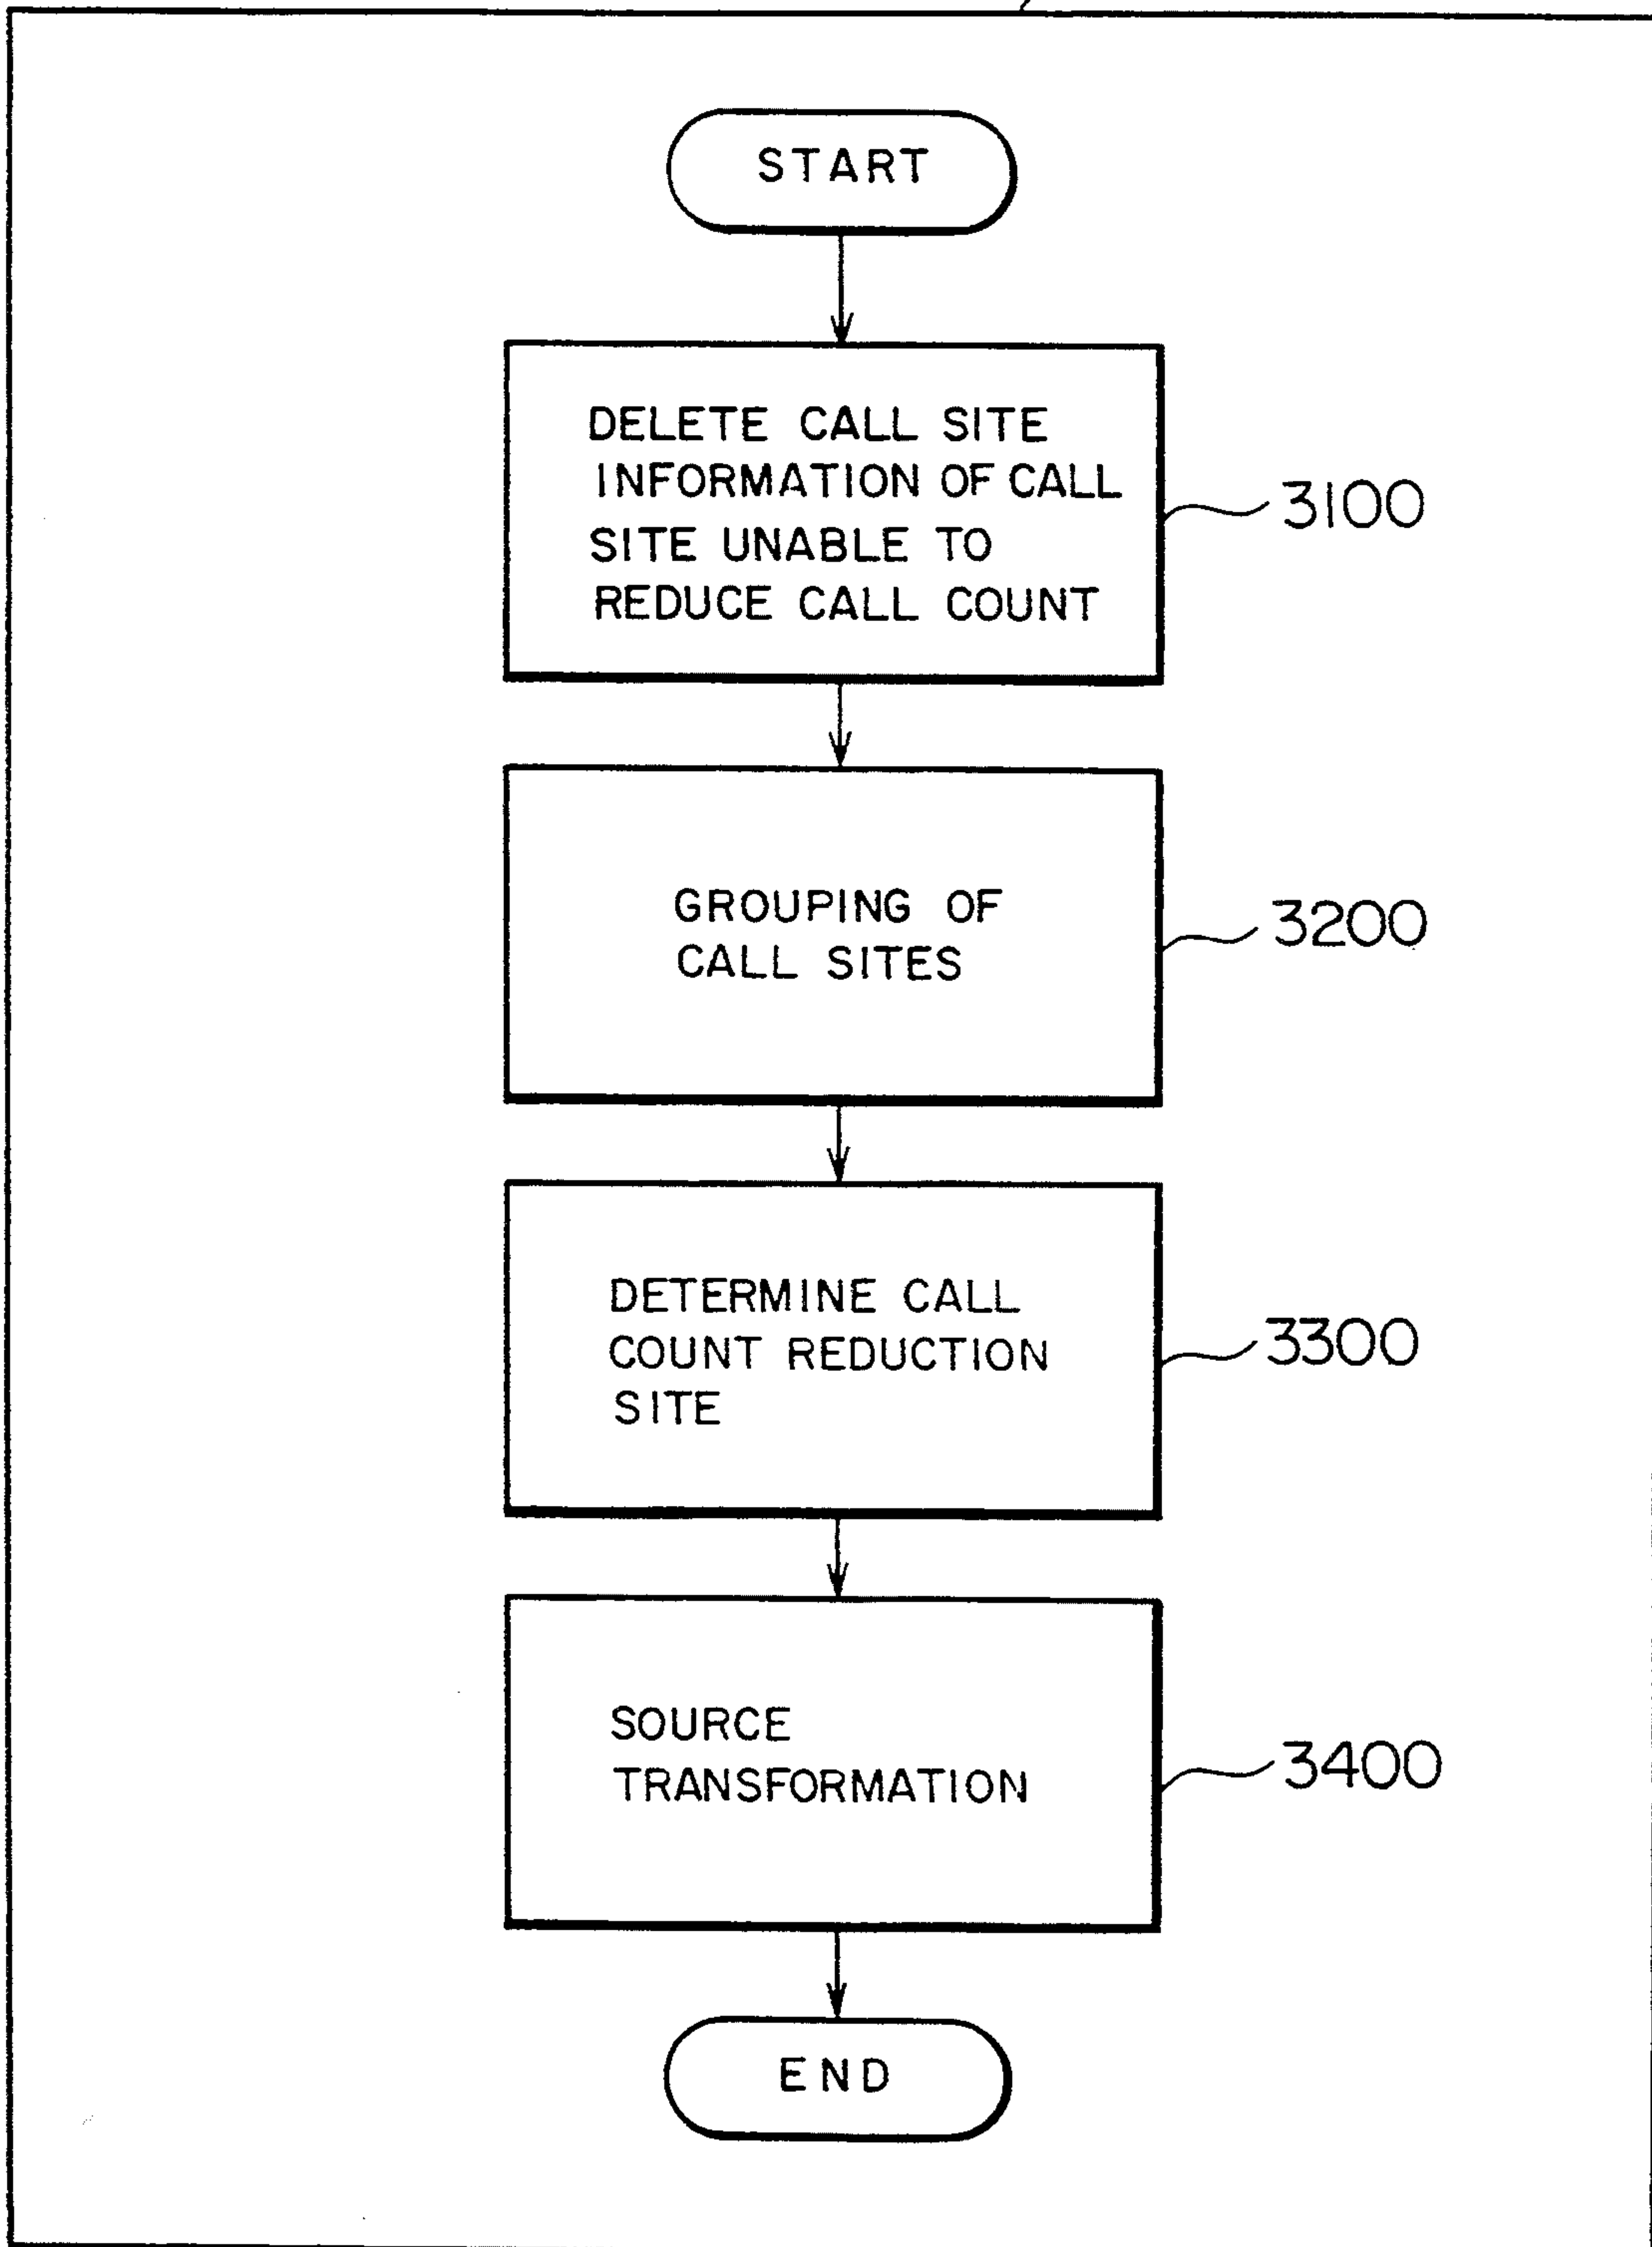 START
DELETE CALL SITE
INFORMATION OF CALL
SITE UNABLE TO
REDUCE CALL COUNT
3100
GROUPING OF
CALL SITES
3200
DETERMINE CALL
COUNT REDUCTION
SITE
3300
SOURCE
TRANSFORMATION
3400
END